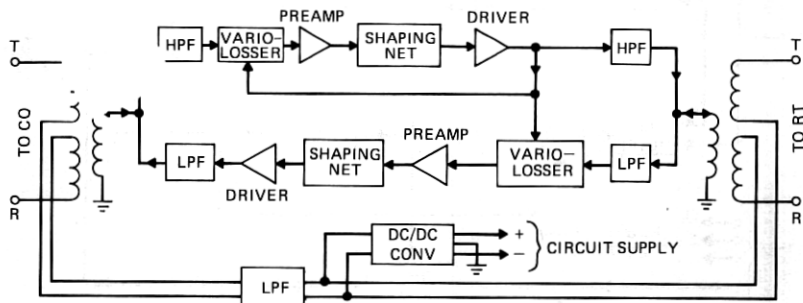 PREAMP
DRIVER
T
HPF
VARIO-
LOSSER
SHAPING
NET
HPF
T
TO CO
TO RT
PREAMP
LPF
SHAPING
NET
VARIO-
LOSSER
LPF
DRIVER
R
R
DC/DC
CONV
+
−
CIRCUIT SUPPLY
LPF